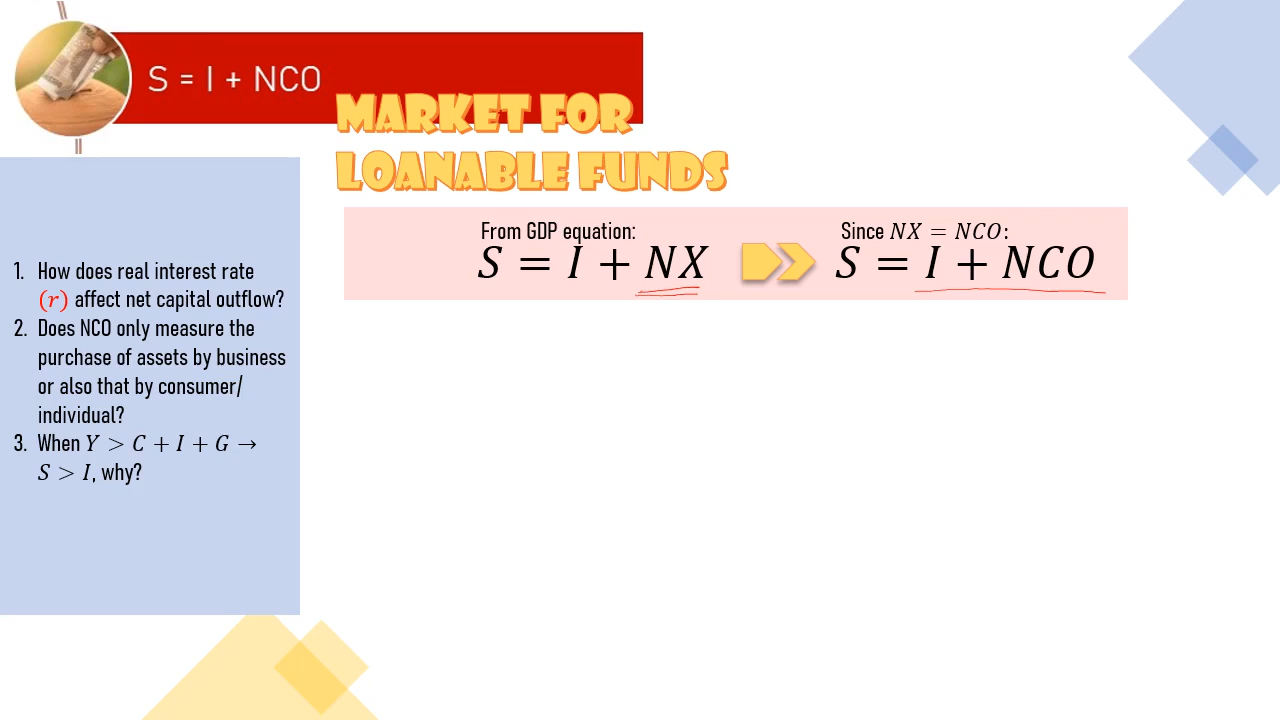 S = I + NCO
MARKET FOR
LOANABLE FUNDS
From GDP equation:
S = I + NX
Since NX = NCO:
S = I + NCO
1. How does real interest rate
(r) affect net capital outflow?
2. Does NCO only measure the
purchase of assets by business
or also that by consumer/
individual?
3. When Y > C + I + G →
S > I, why?